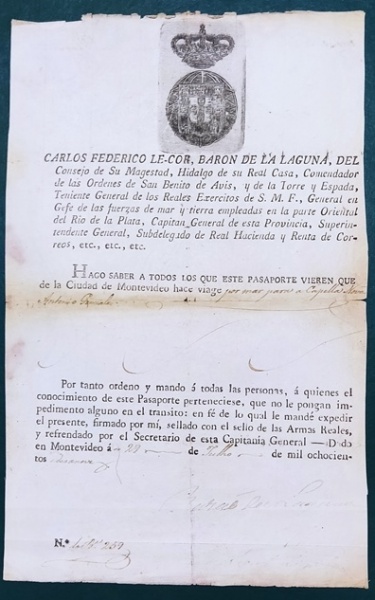 CARLOS FEDERICO LE-COR, BARON DE LA LAGUNA, DEL
Consejo de Su Magestad, Hidalgo de su Real Casa, Comendador
de las Ordenes de San Benito de Avis, y de la Torre y Espada,
Teniente General de los Reales Exercitos de S. M. F., General en
Gefe de las fuerzas de mar y tierra empleadas en la parte Oriental
del Rio de la Plata, Capitan General de esta Provincia, Superin-
tendente General, Subdelegado de Real Hacienda y Renta de Cor-
reos, etc., etc., etc.
HAGO SABER A TODOS LOS QUE ESTE PASAPORTE VIEREN QUE
de la Ciudad de Montevideo hace viage por mar para a Capella
Antonio
Por tanto ordeno y mando á todas las personas, á quienes el
conocimiento de este Pasaporte perteneciese, que no le pongan im-
pedimento alguno en el transito: en fé de lo qual le mandé expedir
el presente, firmado por mí, sellado con el sello de las Armas Reales,
y refrendado por el Secretario de esta Capitanía General — Dado
en Montevideo á 29 de Julho de mil ochocien-
tos
N.º 259